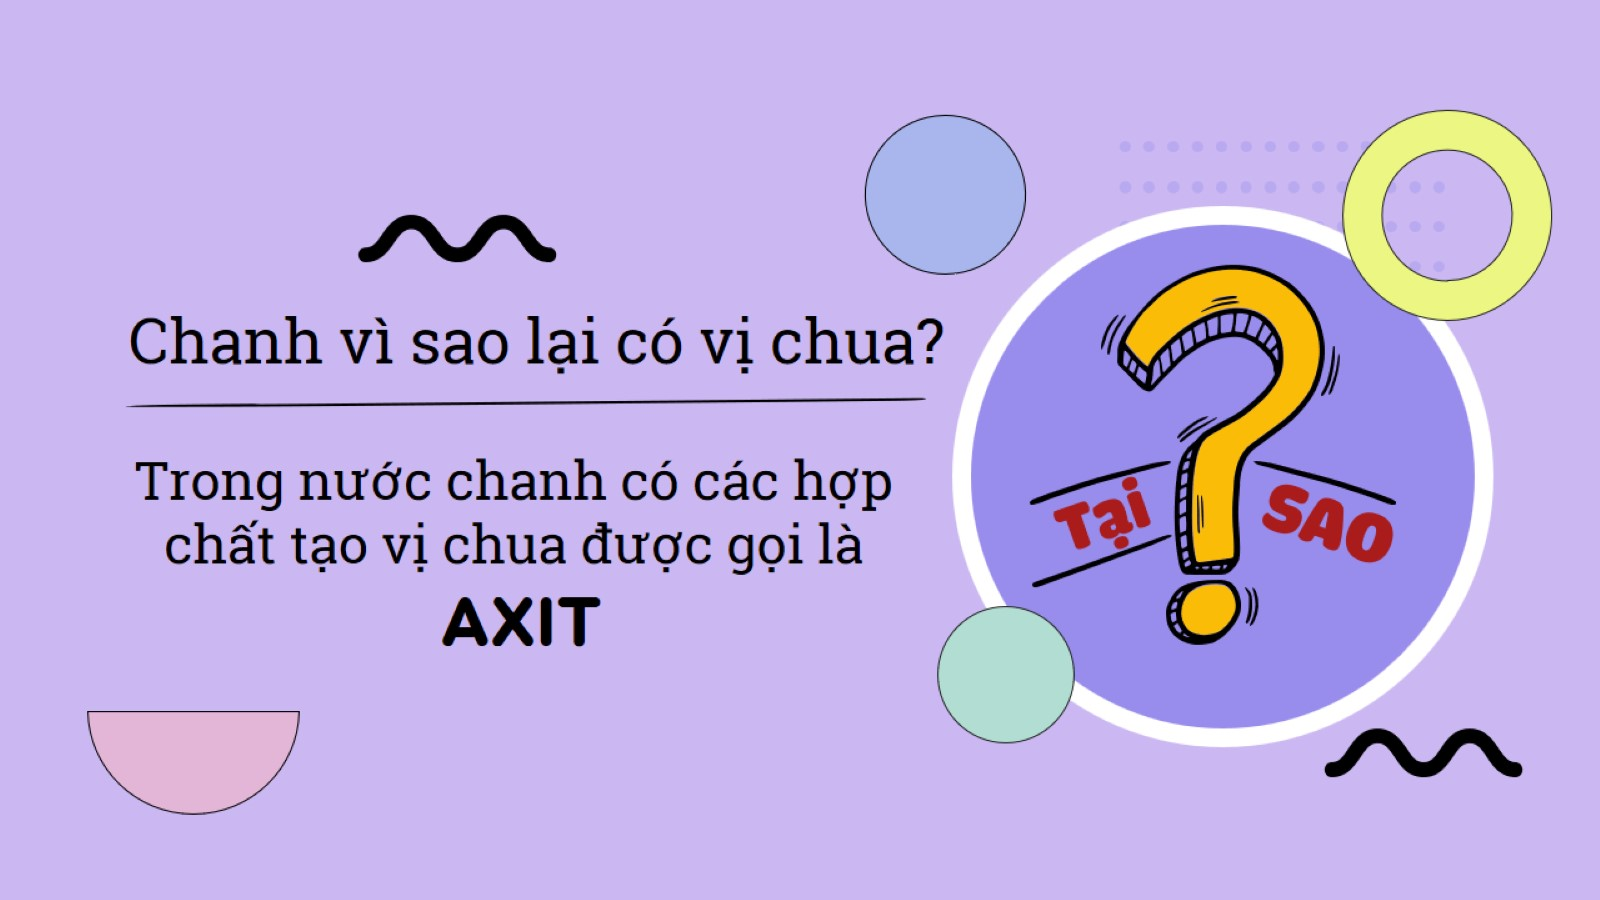 Chanh vì sao lại có vị chua?
Trong nước chanh có các hợp
chất tạo vị chua được gọi là
AXIT
Tại
SAO